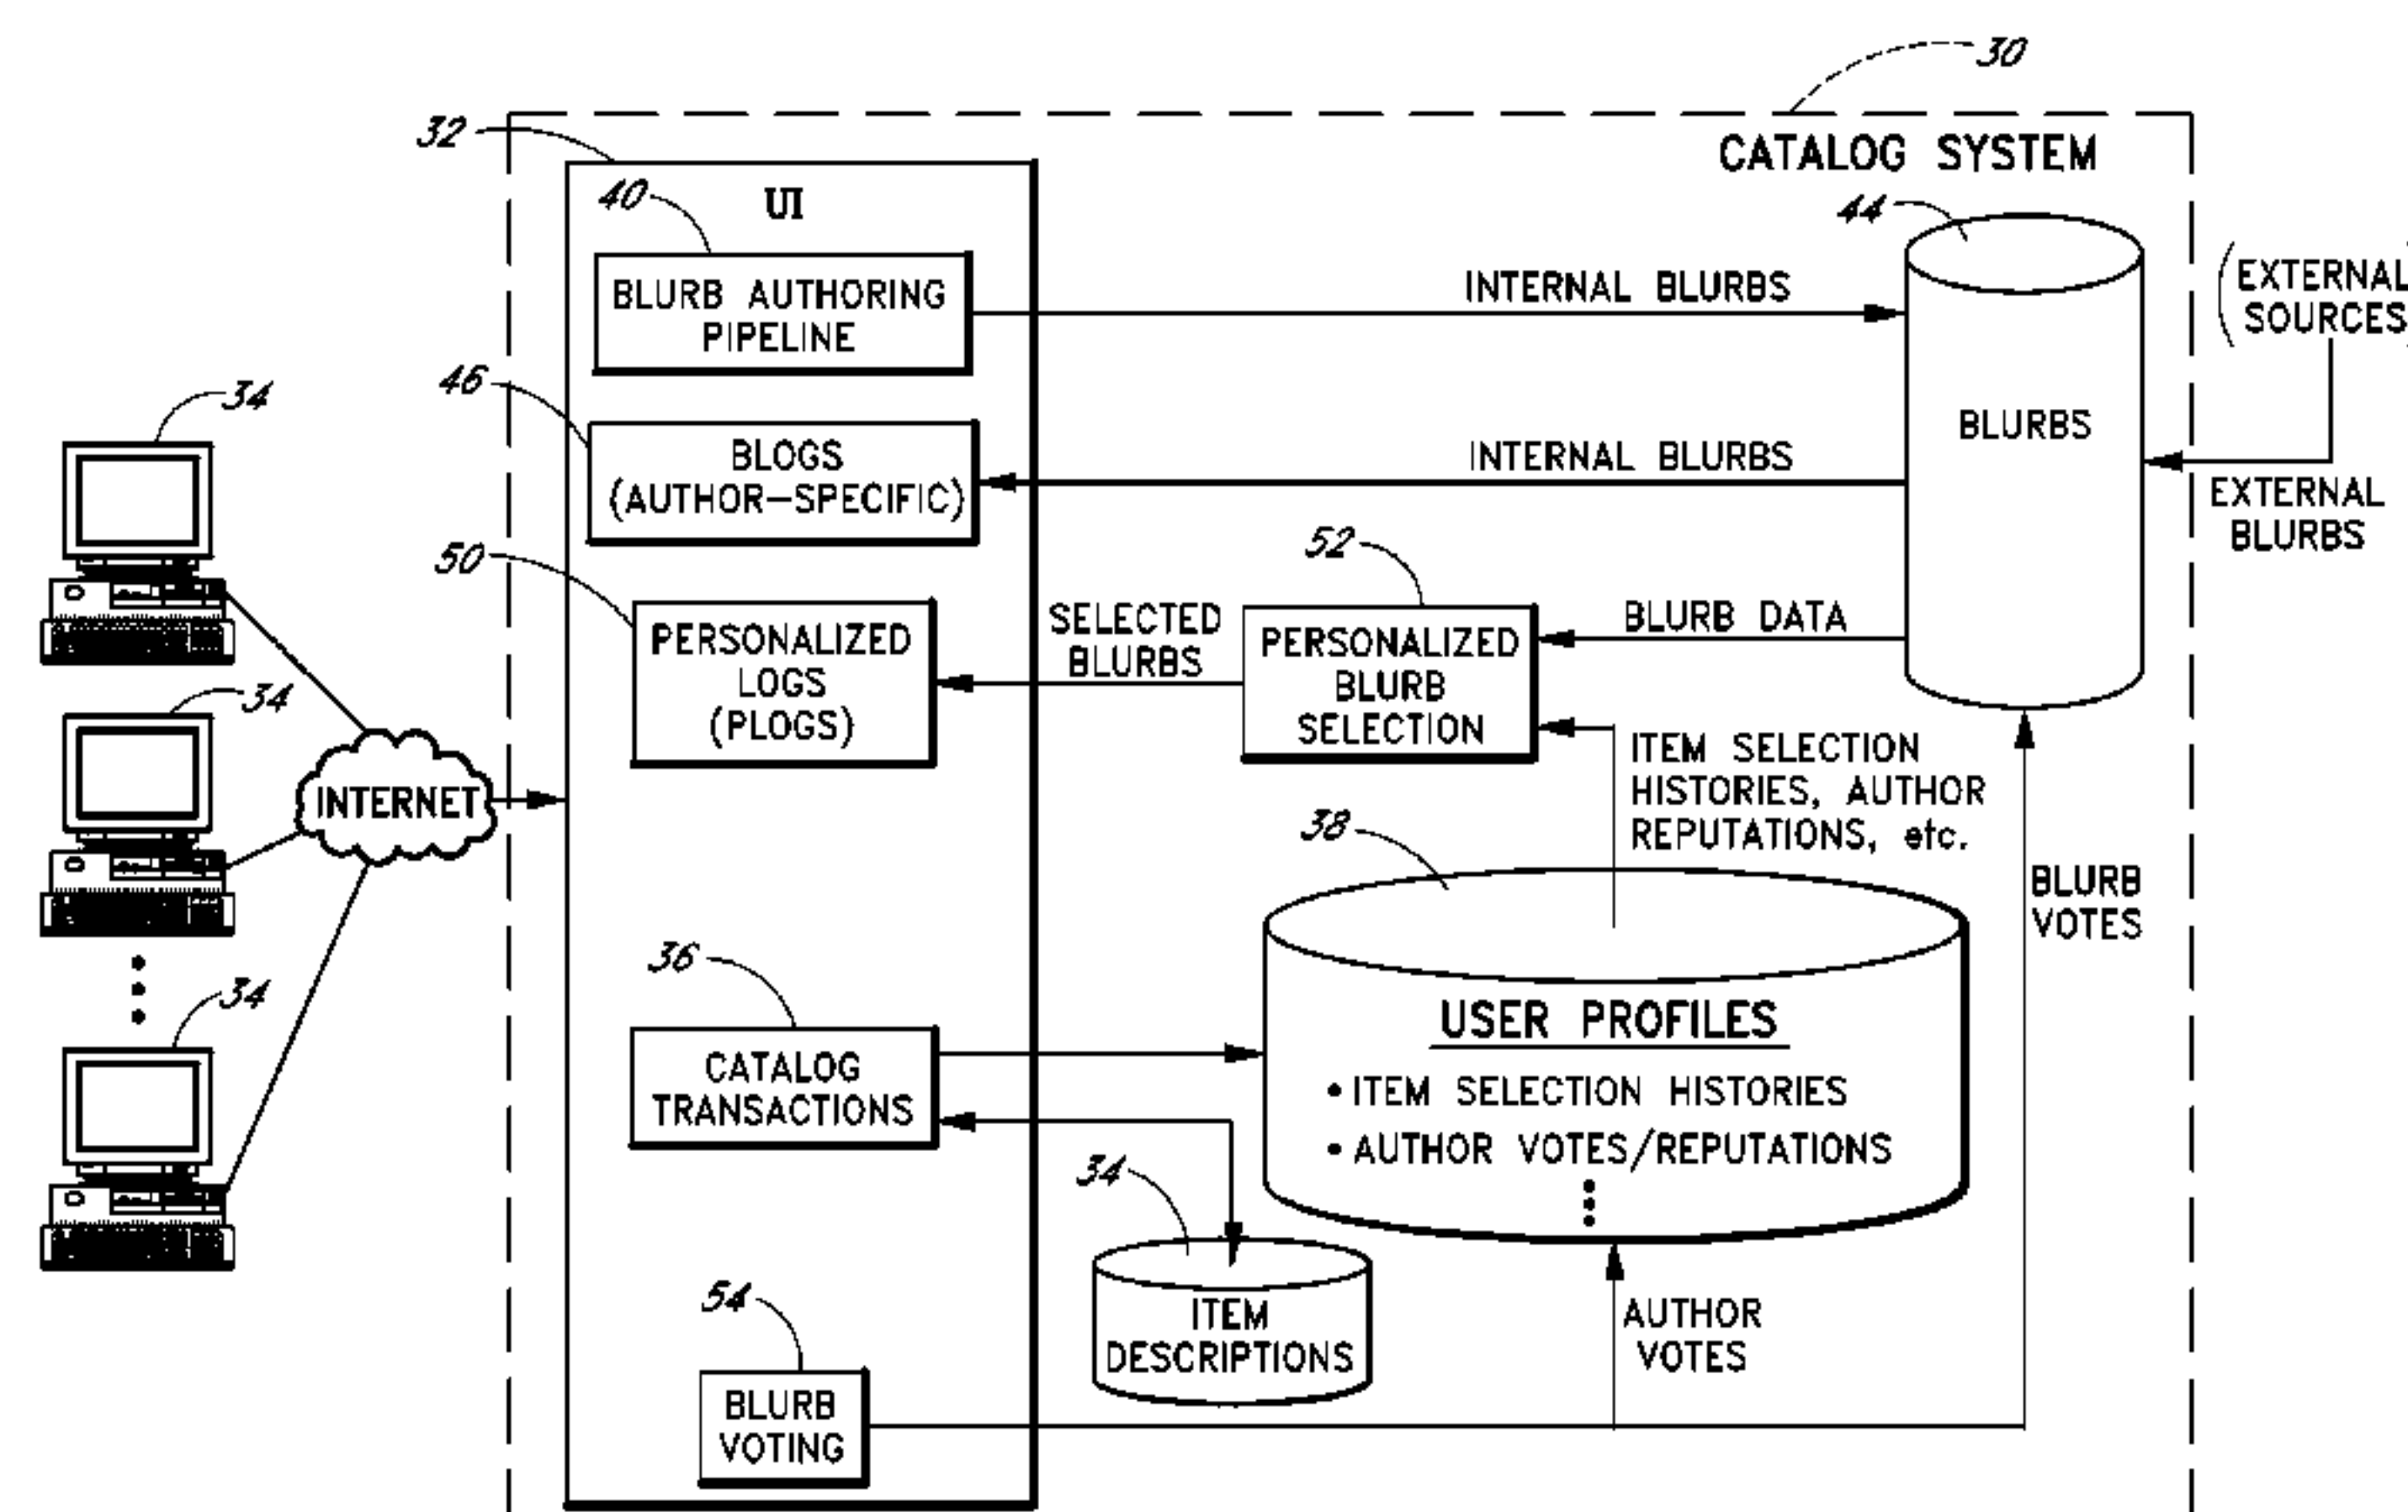 30
32
CATALOG SYSTEM
40
UI
44
BLURB AUTHORING
PIPELINE
INTERNAL BLURBS
(EXTERNAL
SOURCES
46
34
BLOGS
(AUTHOR-SPECIFIC)
INTERNAL BLURBS
BLURBS
EXTERNAL
BLURBS
50
52
PERSONALIZED
LOGS
(PLOGS)
SELECTED
BLURBS
PERSONALIZED
BLURB
SELECTION
BLURB DATA
34
INTERNET
ITEM SELECTION
HISTORIES, AUTHOR
REPUTATIONS, etc.
38
BLURB
VOTES
36
34
CATALOG
TRANSACTIONS
USER PROFILES
• ITEM SELECTION HISTORIES
• AUTHOR VOTES/REPUTATIONS
34
ITEM
DESCRIPTIONS
AUTHOR
VOTES
54
BLURB
VOTING